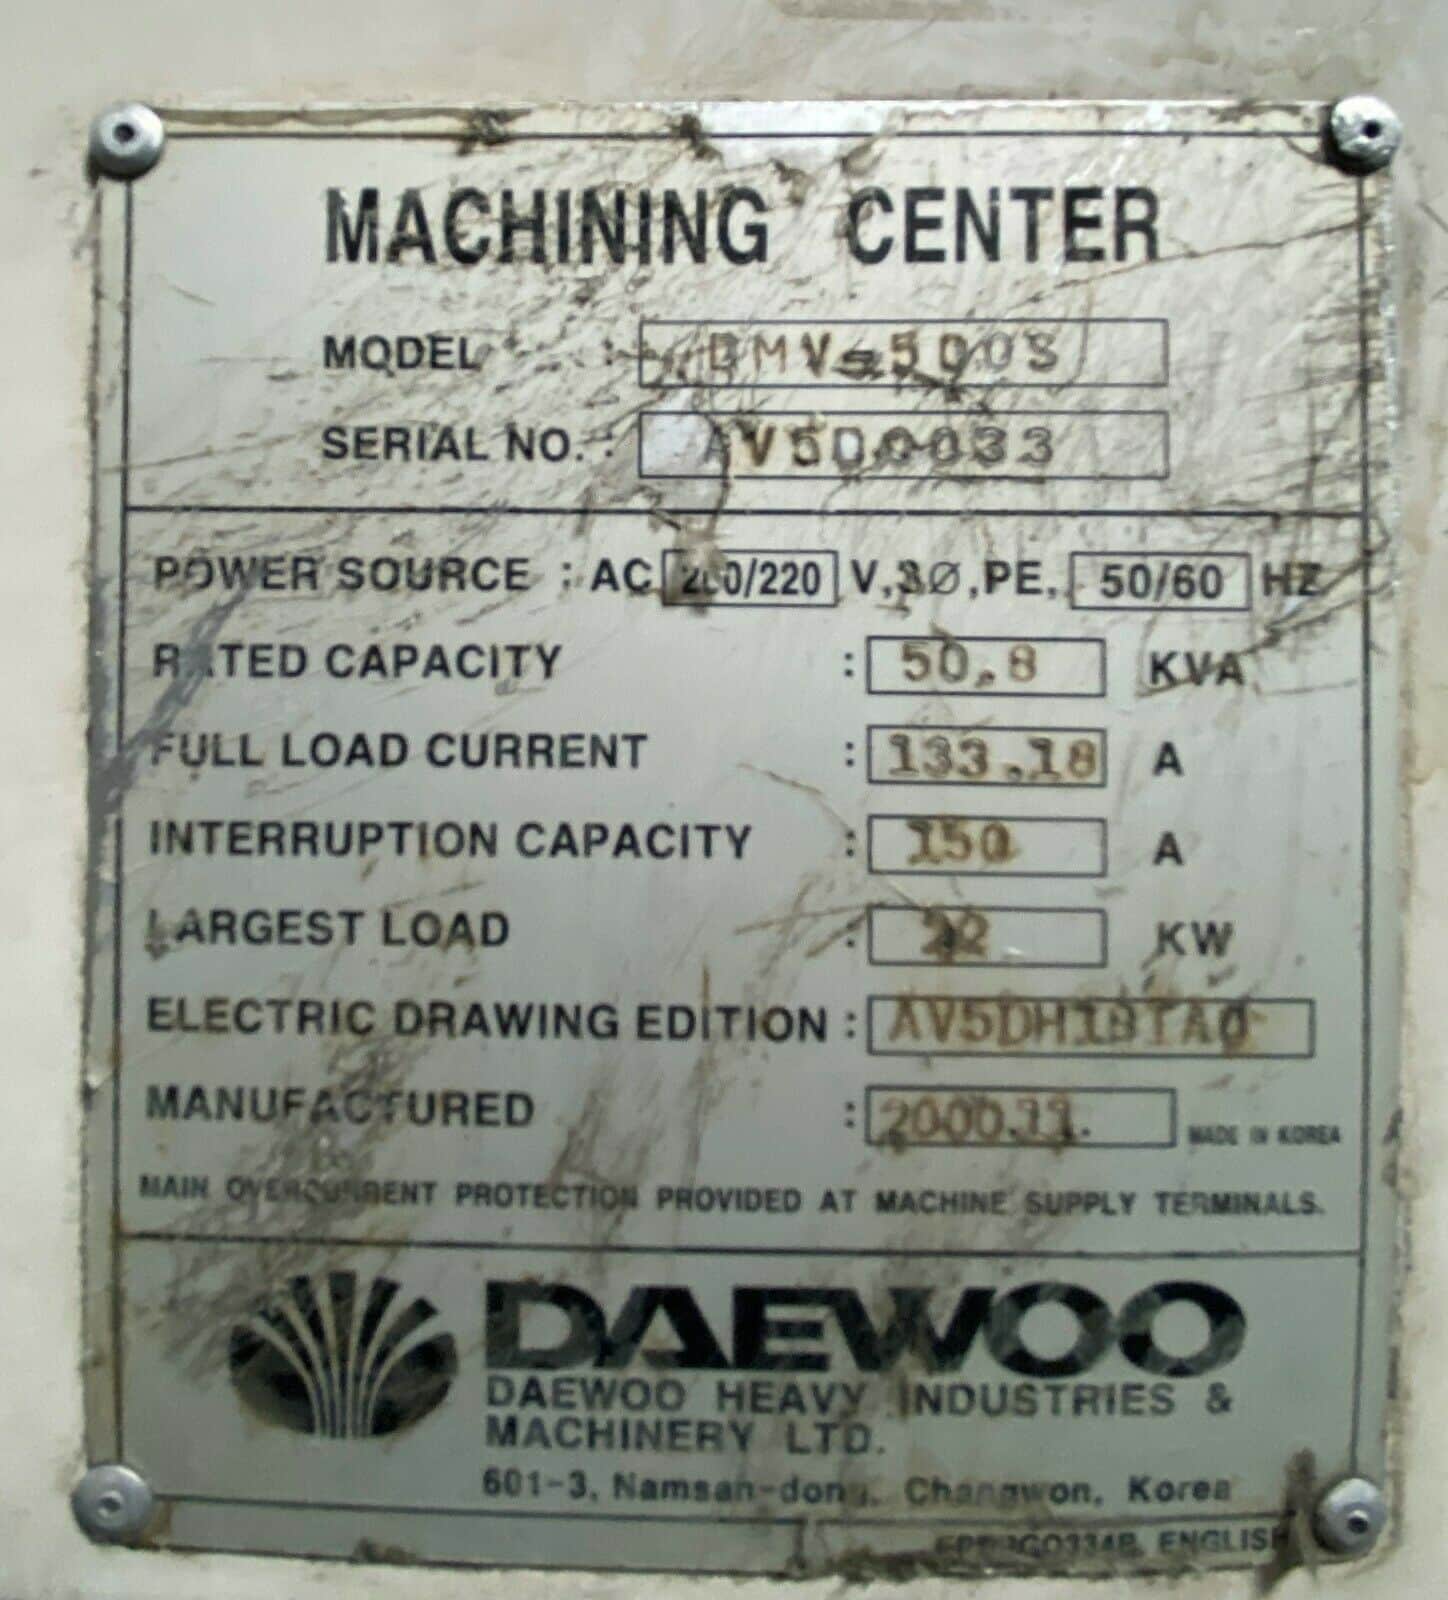 MACHINING CENTER
MODEL : DMV-500S
SERIAL NO. : AV5D0033
POWER SOURCE : AC 200/220 V, 3Ø, PE, 50/60 HZ
RATED CAPACITY : 50.8 KVA
FULL LOAD CURRENT : 133.18 A
INTERRUPTION CAPACITY : 150 A
LARGEST LOAD : 22 KW
ELECTRIC DRAWING EDITION :
MANUFACTURED : 2000.11. MADE IN KOREA
MAIN OVERCURRENT PROTECTION PROVIDED AT MACHINE SUPPLY TERMINALS.
DAEWOO
DAEWOO HEAVY INDUSTRIES &
MACHINERY LTD.
601-3, Namsan-dong, Changwon, Korea
ENGLISH